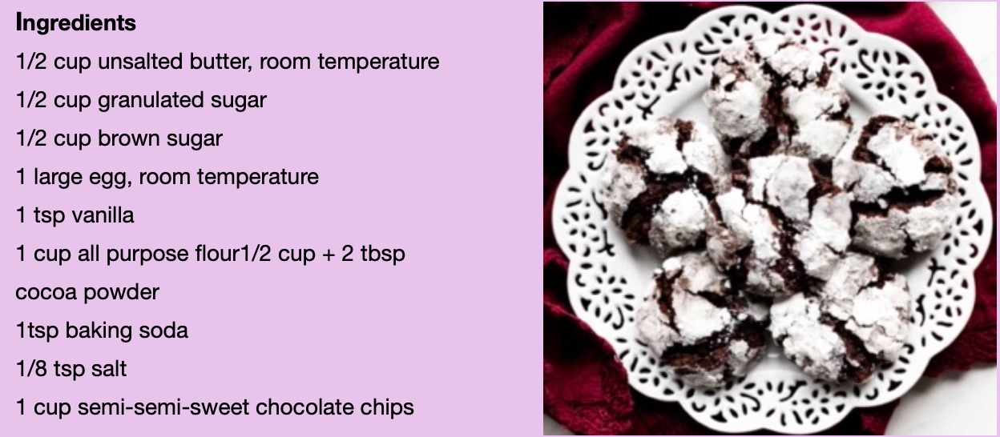 Ingredients
1/2 cup unsalted butter, room temperature
1/2 cup granulated sugar
1/2 cup brown sugar
1 large egg, room temperature
1 tsp vanilla
1 cup all purpose flour1/2 cup + 2 tbsp
cocoa powder
1tsp baking soda
1/8 tsp salt
1 cup semi-semi-sweet chocolate chips